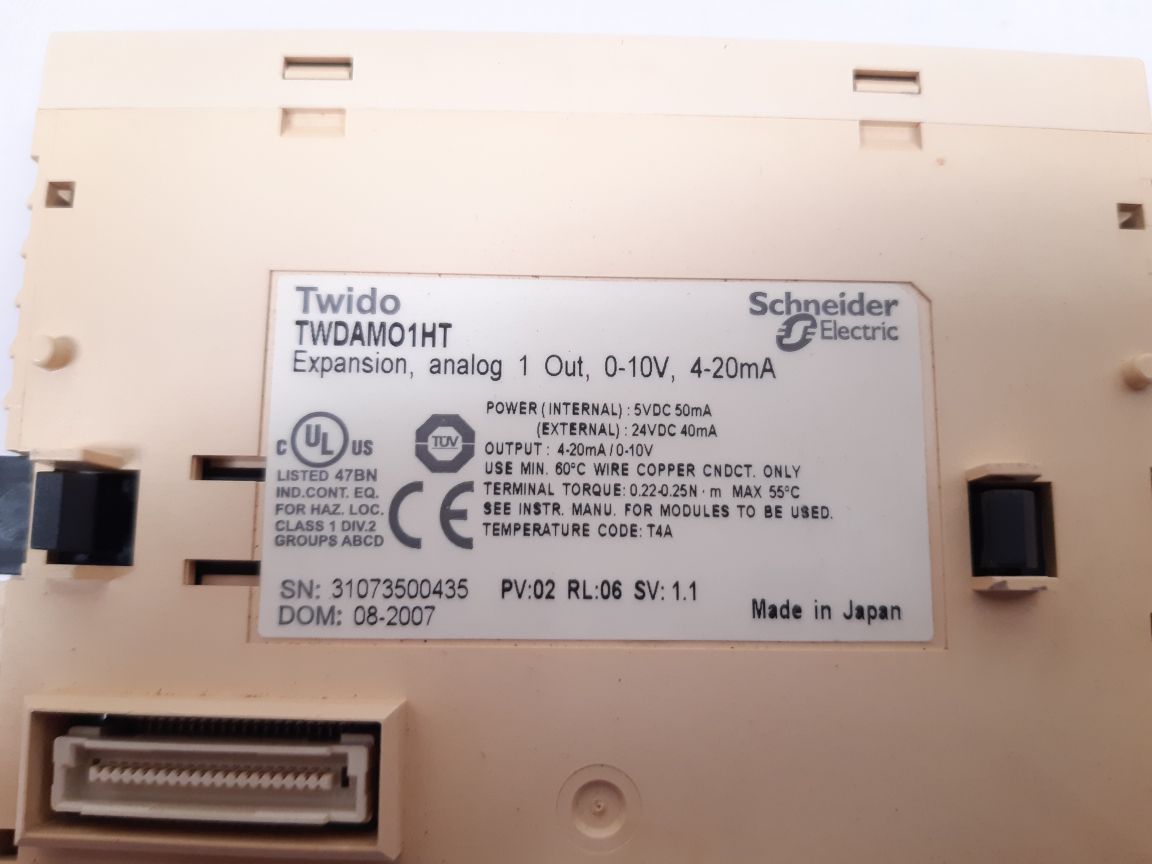 Twido
Schneider
Electric
TWDAMO1HT
Expansion, analog 1 Out, 0-10V, 4-20mA
POWER (INTERNAL) : 5VDC 50mA
(EXTERNAL) : 24VDC 40mA
OUTPUT : 4-20mA / 0-10V
USE MIN. 60°C WIRE COPPER CNDCT. ONLY
TERMINAL TORQUE: 0.22-0.25N · m MAX 55°C
SEE INSTR. MANU. FOR MODULES TO BE USED.
TEMPERATURE CODE: T4A
C UL US
LISTED 47BN
IND.CONT. EQ.
FOR HAZ. LOC.
CLASS 1 DIV.2
GROUPS ABCD
TÜV
CE
SN: 31073500435 PV:02 RL:06 SV: 1.1
DOM: 08-2007
Made in Japan